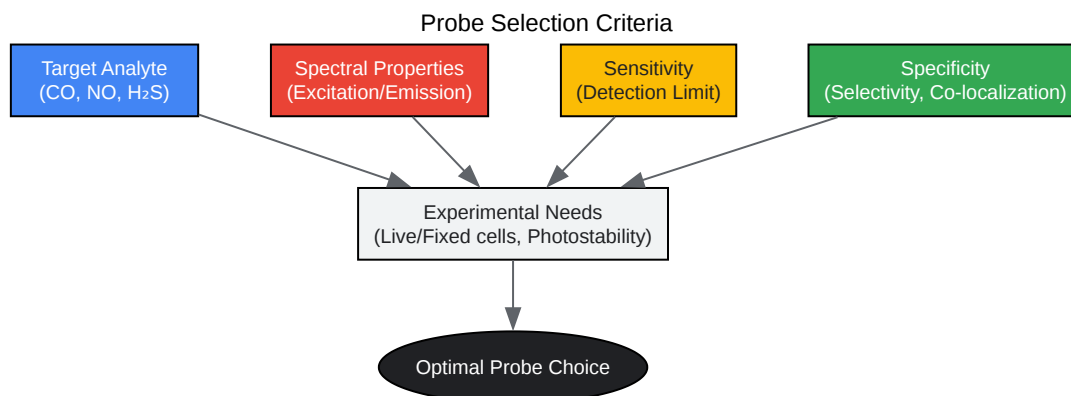 Probe Selection Criteria
Target Analyte
(CO, NO, H₂S)
Spectral Properties
(Excitation/Emission)
Sensitivity
(Detection Limit)
Specificity
(Selectivity, Co-localization)
Experimental Needs
(Live/Fixed cells, Photostability)
Optimal Probe Choice